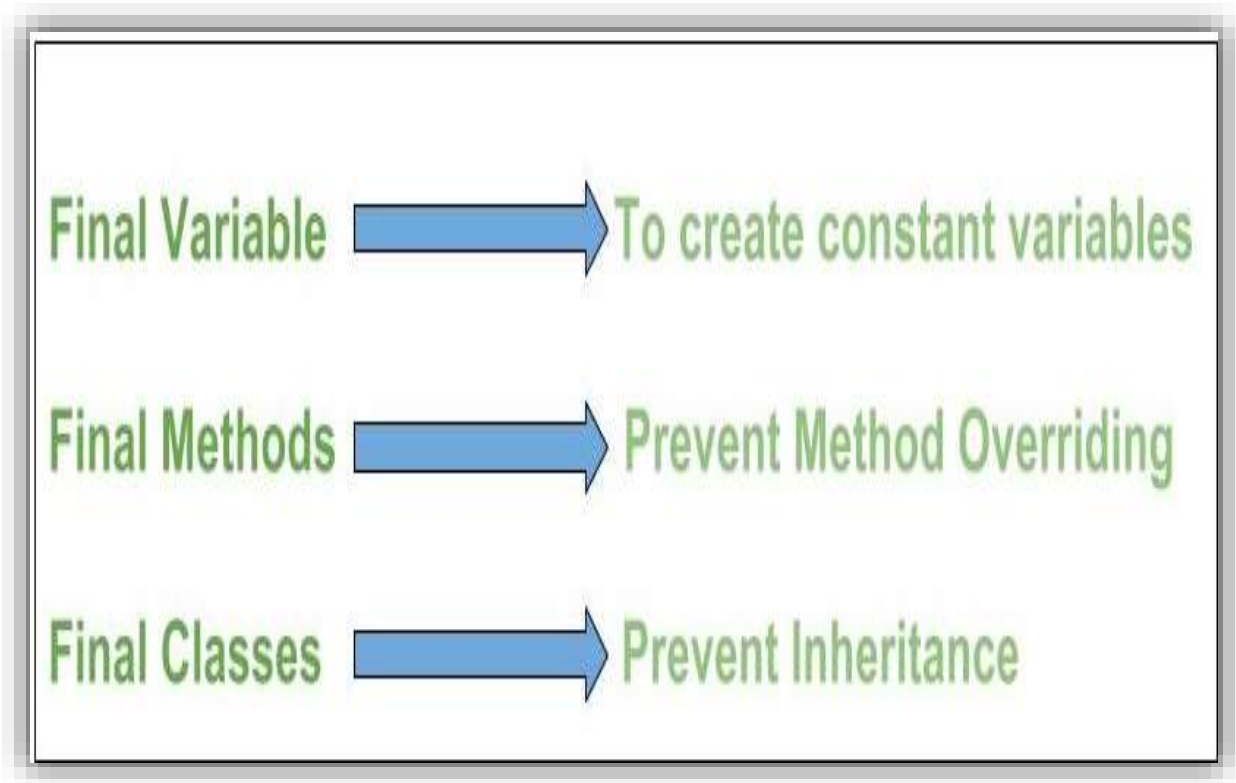 Final Variable To create constant variables
Final Methods Prevent Method Overriding
Final Classes Prevent Inheritance